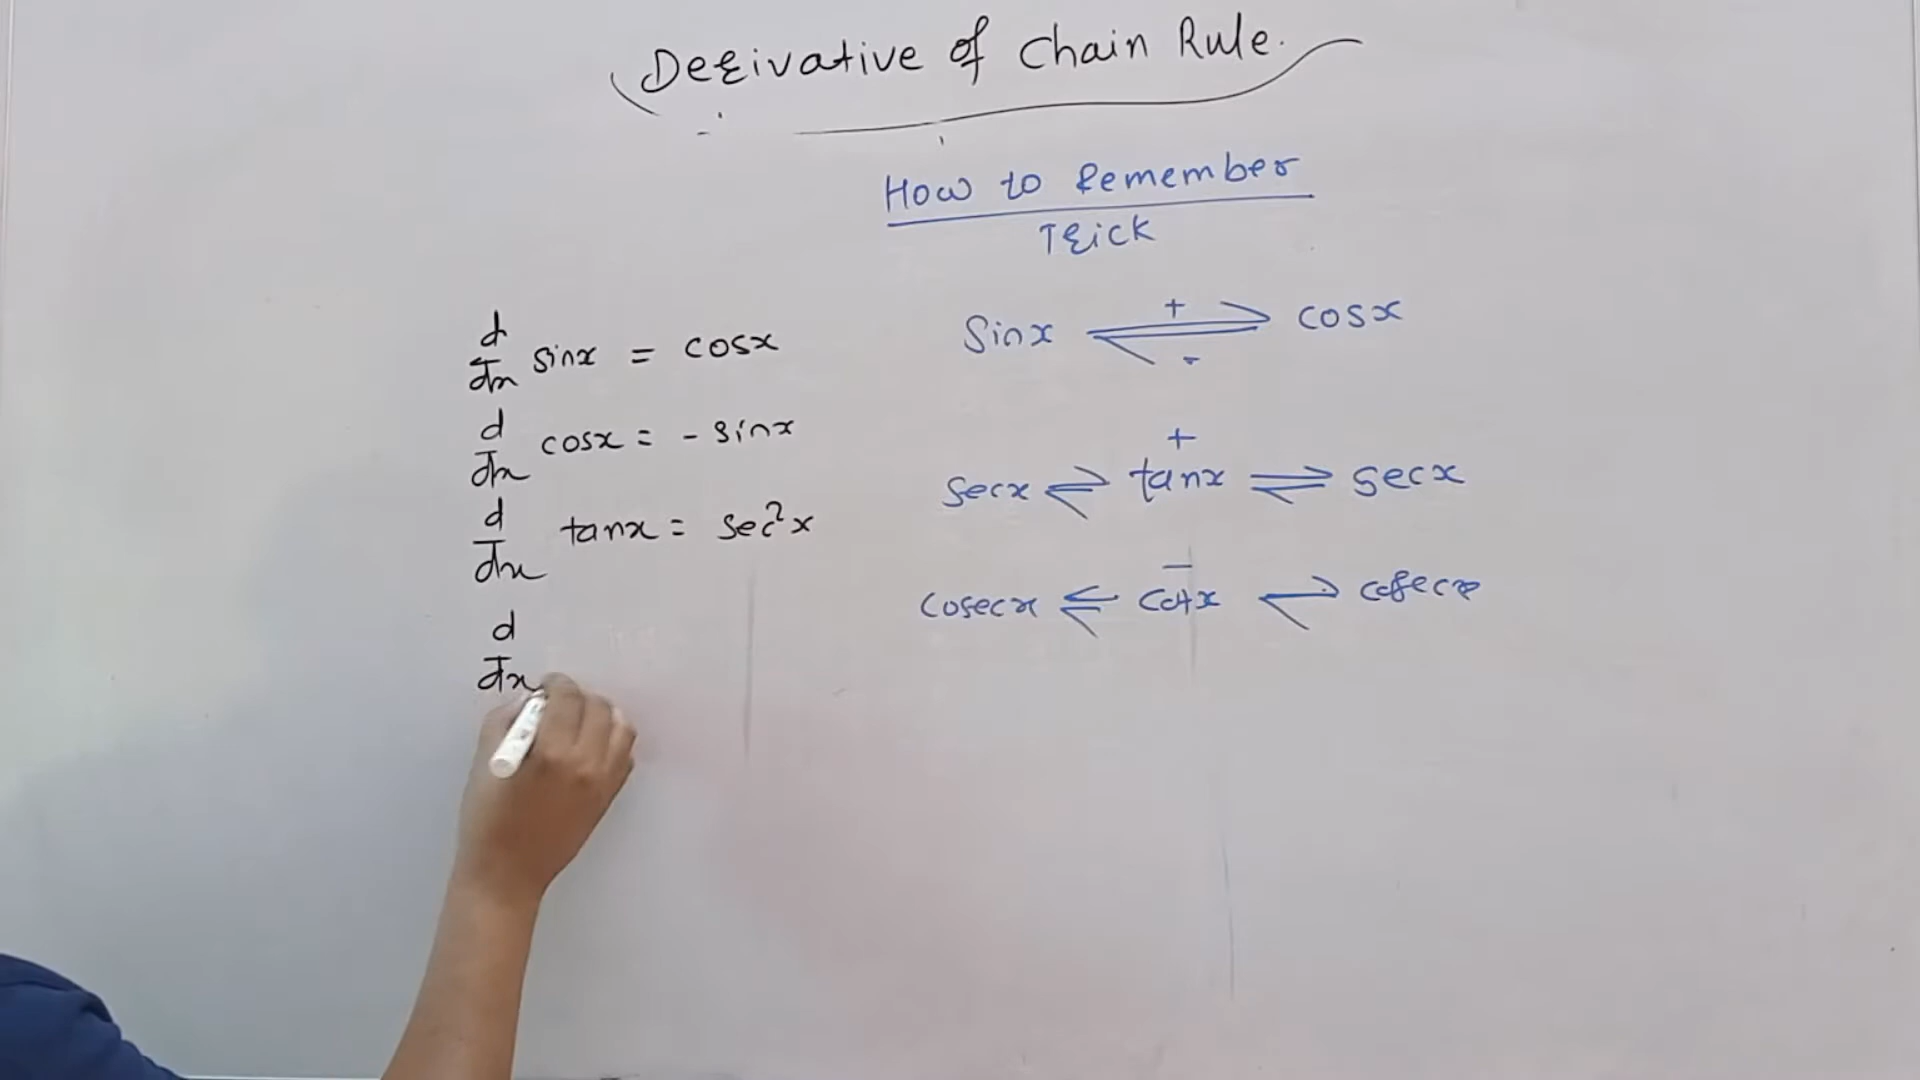 Derivative of Chain Rule.
How to Remember
Trick
d/dx sinx = cosx
d/dx cosx = - sinx
d/dx tanx = sec²x
d/dx
Sinx + ⇌ - cosx
+
secx ⇌ tanx ⇌ secx
-
cosecx ⇌ cotx ⇌ cosecx